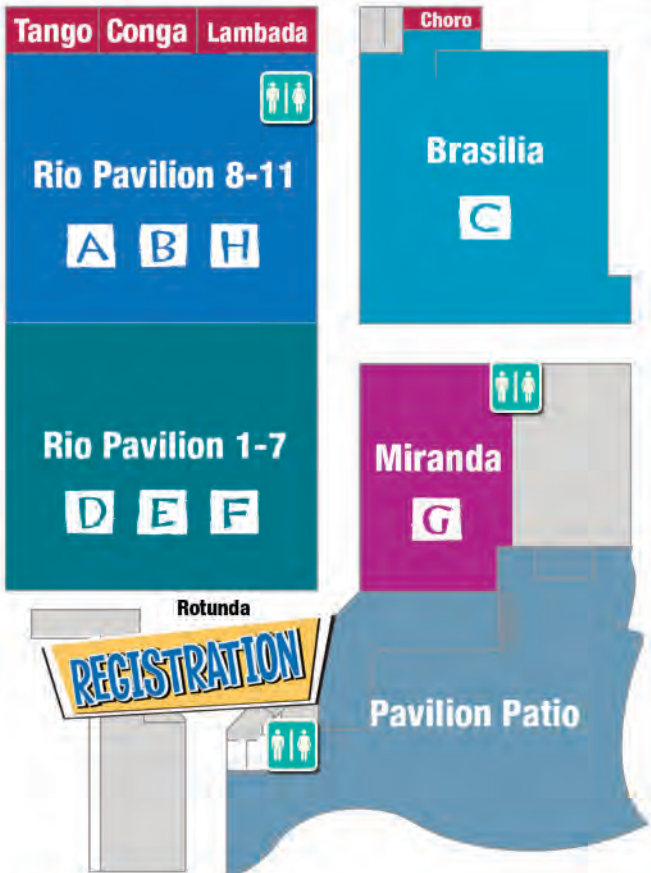 Tango Conga Lambada
Choro
Rio Pavilion 8-11
A B H
Brasilia
C
Rio Pavilion 1-7
D E F
Miranda
G
Rotunda
REGISTRATION
Pavilion Patio